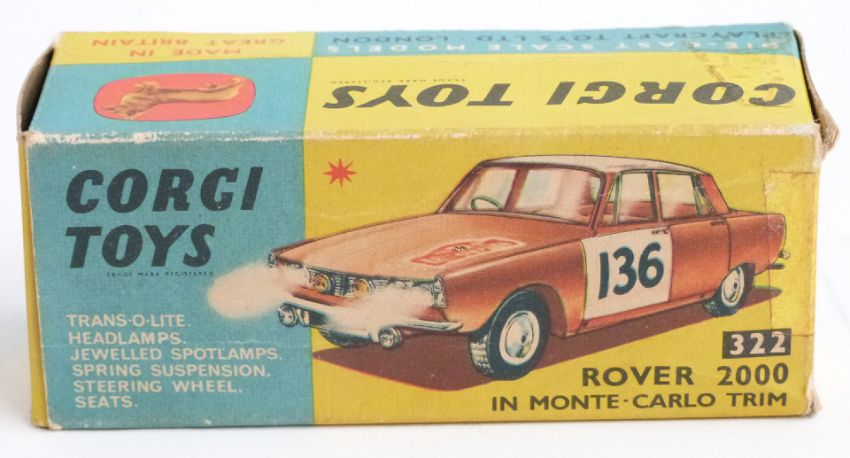 MADE IN
GREAT BRITAIN
DIE-CAST SCALE MODELS
PLAYCRAFT TOYS LTD LONDON
CORGI TOYS
TRADE MARK REGISTERED
CORGI
TOYS
TRADE MARK REGISTERED
TRANS-O-LITE.
HEADLAMPS.
JEWELLED SPOTLAMPS.
SPRING SUSPENSION.
STEERING WHEEL.
SEATS.
136
322
ROVER 2000
IN MONTE-CARLO TRIM